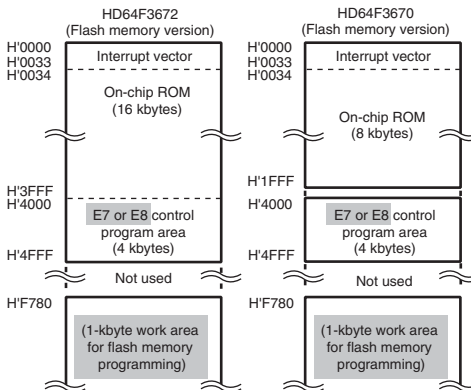 HD64F3672
(Flash memory version)
H'0000
H'0033
H'0034
Interrupt vector
On-chip ROM
(16 kbytes)
H'3FFF
H'4000
E7 or E8 control
program area
(4 kbytes)
H'4FFF
Not used
H'F780
(1-kbyte work area
for flash memory
programming)
HD64F3670
(Flash memory version)
H'0000
H'0033
H'0034
Interrupt vector
On-chip ROM
(8 kbytes)
H'1FFF
H'4000
E7 or E8 control
program area
(4 kbytes)
H'4FFF
Not used
H'F780
(1-kbyte work area
for flash memory
programming)